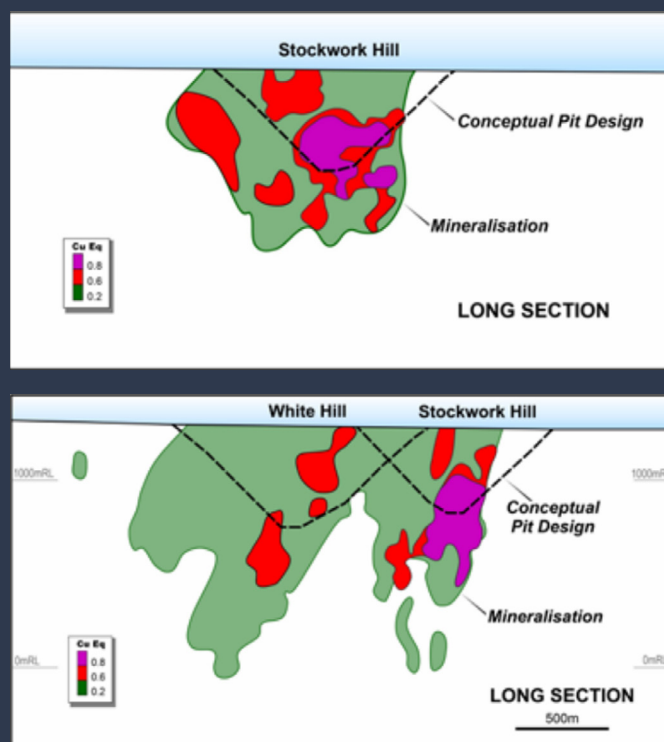 Stockwork Hill
Conceptual Pit Design
Mineralisation
Cu Eq
0.8
0.6
0.2
LONG SECTION
White Hill
Stockwork Hill
1000mRL
1000mRL
Conceptual
Pit Design
Mineralisation
Cu Eq
0.8
0.6
0.2
0mRL
0mRL
LONG SECTION
500m